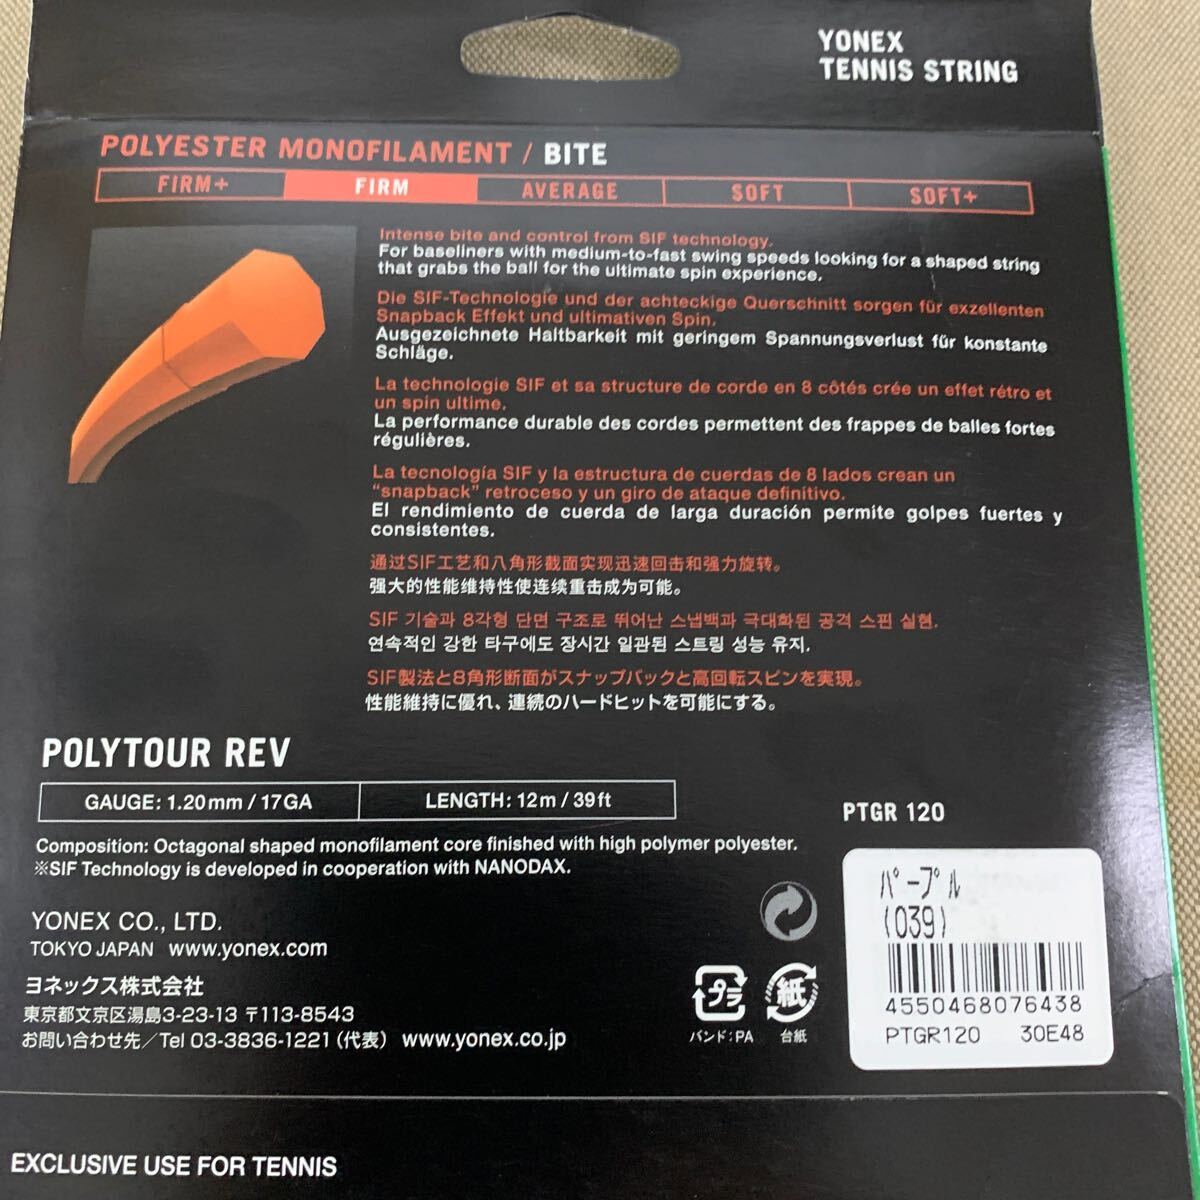 YONEX
TENNIS STRING
POLYESTER MONOFILAMENT / BITE
FIRM+ FIRM AVERAGE SOFT SOFT+
Intense bite and control from SIF technology.
For baseliners with medium-to-fast swing speeds looking for a shaped string
that grabs the ball for the ultimate spin experience.
Die SIF-Technologie und der achteckige Querschnitt sorgen für exzellenten
Snapback Effekt und ultimativen Spin.
Ausgezeichnete Haltbarkeit mit geringem Spannungsverlust für konstante
Schläge.
La technologie SIF et sa structure de corde en 8 côtés crée un effet rétro et
un spin ultime.
La performance durable des cordes permettent des frappes de balles fortes
régulières.
La tecnología SIF y la estructura de cuerdas de 8 lados crean un
"snapback" retroceso y un giro de ataque definitivo.
El rendimiento de cuerda de larga duración permite golpes fuertes y
consistentes.
通过SIF工艺和八角形截面实现迅速回击和强力旋转。
强大的性能维持性使连续重击成为可能。
SIF 기술과 8각형 단면 구조로 뛰어난 스냅백과 극대화된 공격 스핀 실현.
연속적인 강한 타구에도 장시간 일관된 스트링 성능 유지.
SIF製法と8角形断面がスナップバックと高回転スピンを実現。
性能維持に優れ、連続のハードヒットを可能にする。
POLYTOUR REV
GAUGE: 1.20mm / 17GA LENGTH: 12m / 39ft
PTGR 120
Composition: Octagonal shaped monofilament core finished with high polymer polyester.
※SIF Technology is developed in cooperation with NANODAX.
YONEX CO., LTD.
TOKYO JAPAN www.yonex.com
ヨネックス株式会社
東京都文京区湯島3-23-13 〒113-8543
お問い合わせ先／Tel 03-3836-1221 (代表) www.yonex.co.jp
プラ
紙
バンド:PA 台紙
パープル
(039)
4550468076438
PTGR120 30E48
EXCLUSIVE USE FOR TENNIS